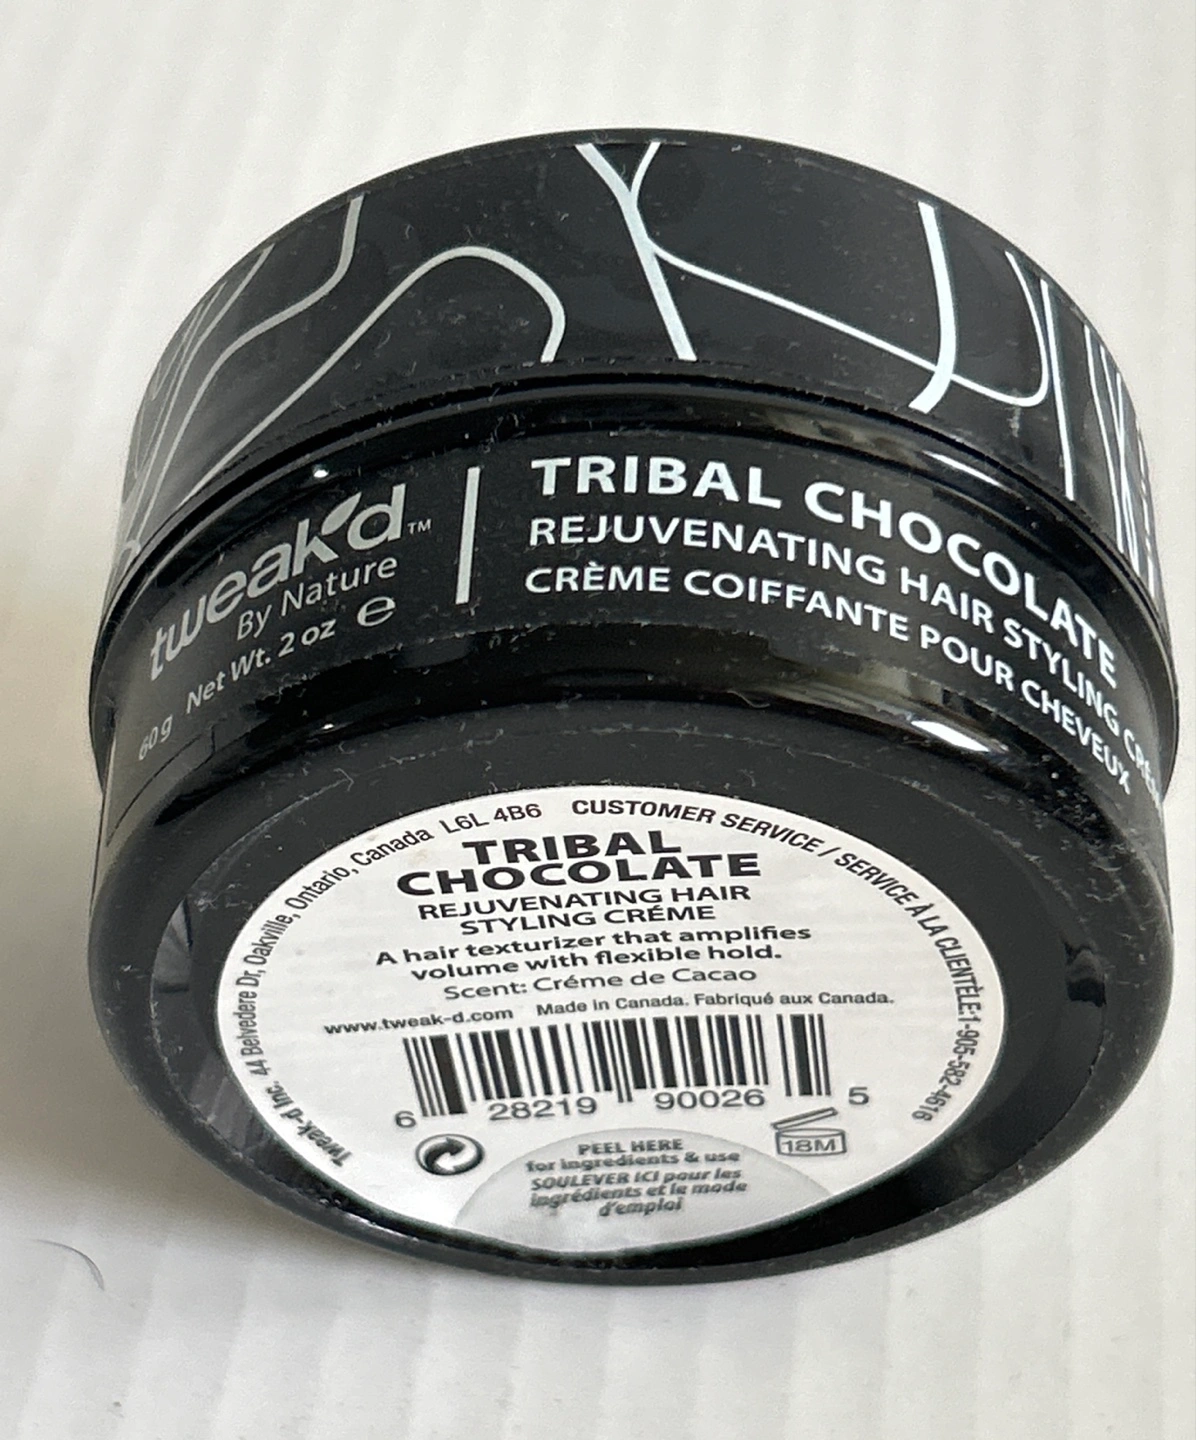 tweak'd™
By Nature
60 g Net Wt. 2 oz ℮
TRIBAL CHOCOLATE
REJUVENATING HAIR STYLING CRÈME
CRÈME COIFFANTE POUR CHEVEUX
Tweak-d Inc. 44 Belvedere Dr, Oakville, Ontario, Canada L6L 4B6 CUSTOMER SERVICE / SERVICE À LA CLIENTÈLE:1-905-582-4616
TRIBAL
CHOCOLATE
REJUVENATING HAIR
STYLING CRÉME
A hair texturizer that amplifies
volume with flexible hold.
Scent: Créme de Cacao
www.tweak-d.com Made in Canada. Fabriqué aux Canada.
6 28219 90026 5
18M
PEEL HERE
for ingredients & use
SOULEVER ICI pour les
ingrédients et le mode
d'emploi